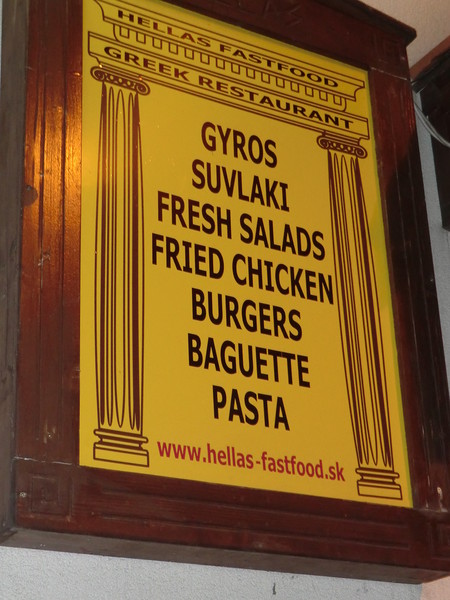 HELLAS FASTFOOD
GREEK RESTAURANT
GYROS
SUVLAKI
FRESH SALADS
FRIED CHICKEN
BURGERS
BAGUETTE
PASTA
www.hellas-fastfood.sk